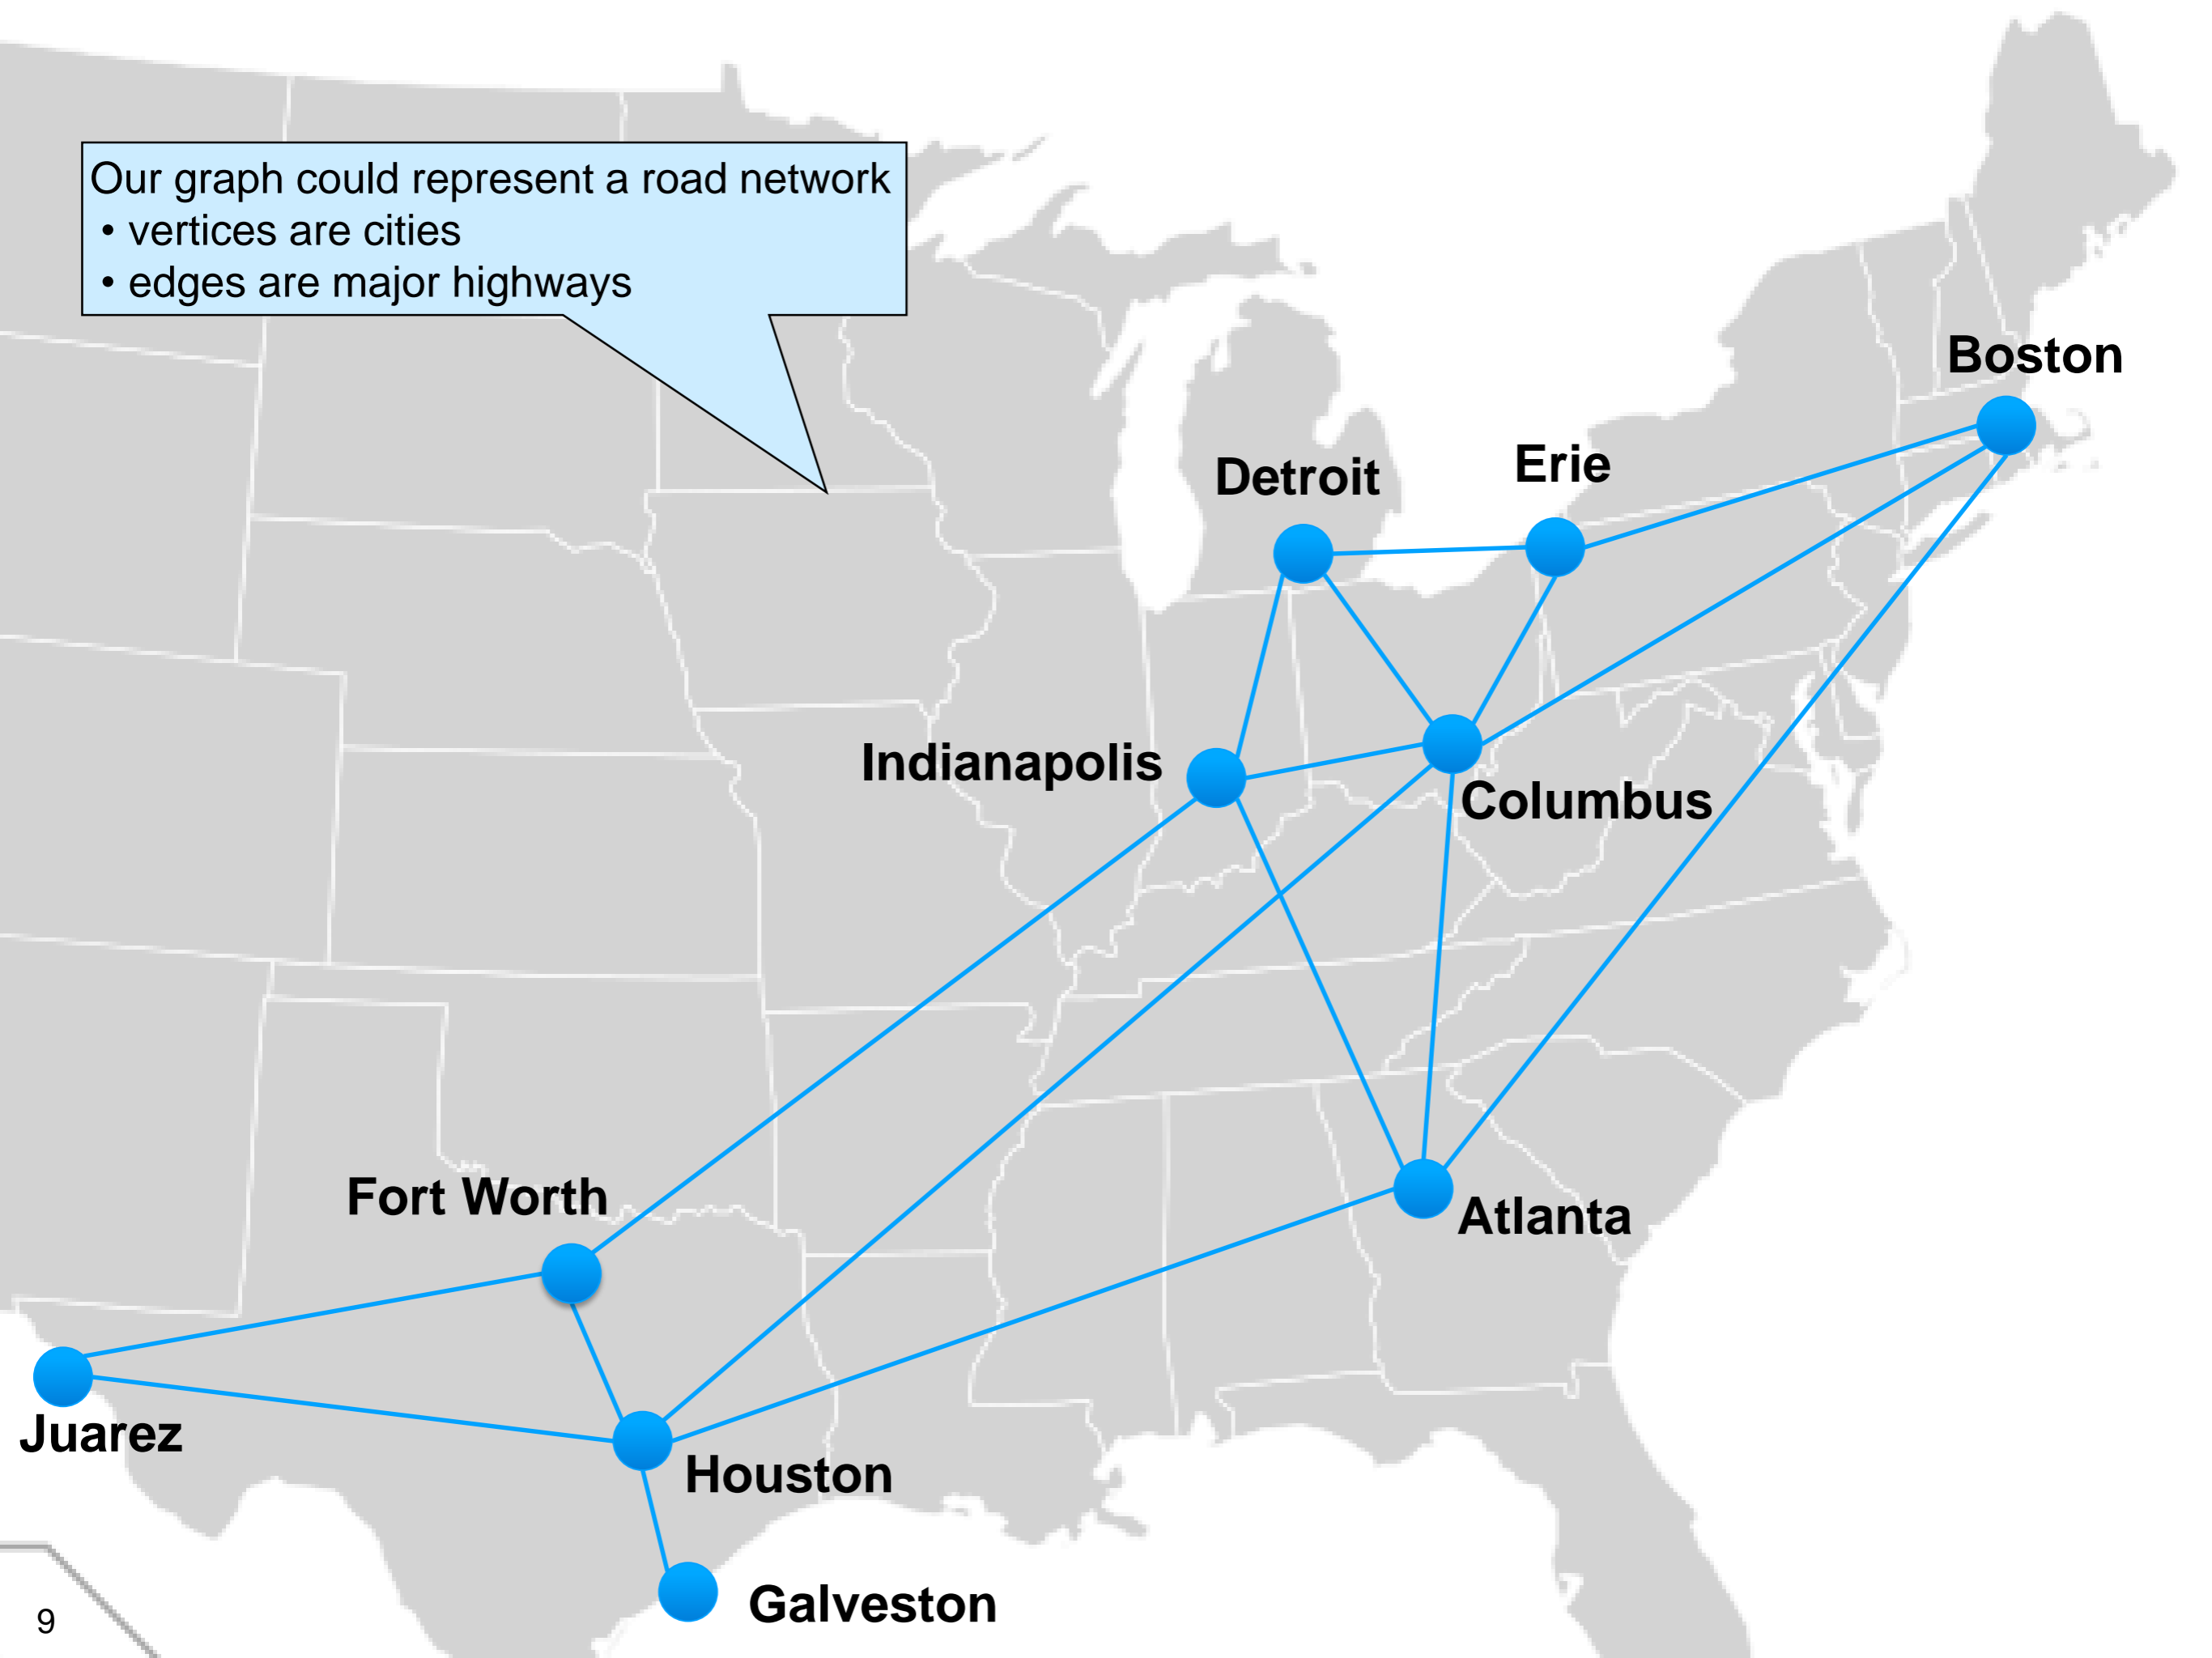 Our graph could represent a road network
• vertices are cities
• edges are major highways
Boston
Erie
Detroit
Indianapolis
Columbus
Fort Worth
Atlanta
Juarez
Houston
Galveston
9